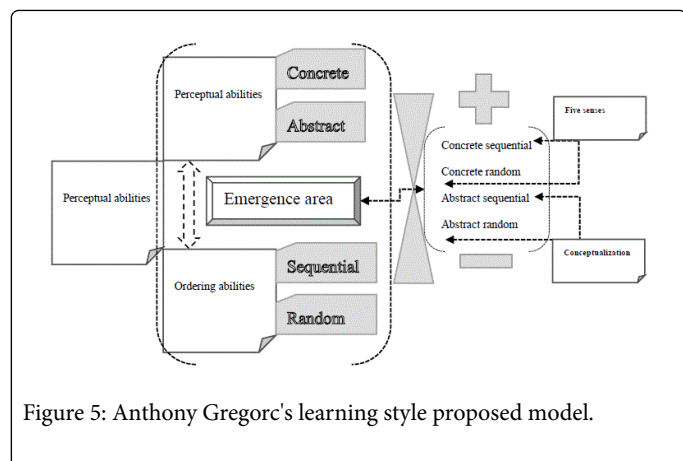 Concrete
Perceptual abilities
Abstract
Perceptual abilities
Emergence area
Sequential
Ordering abilities
Random
Concrete sequential
Concrete random
Abstract sequential
Abstract random
Five senses
Conceptualization
Figure 5: Anthony Gregorc's learning style proposed model.